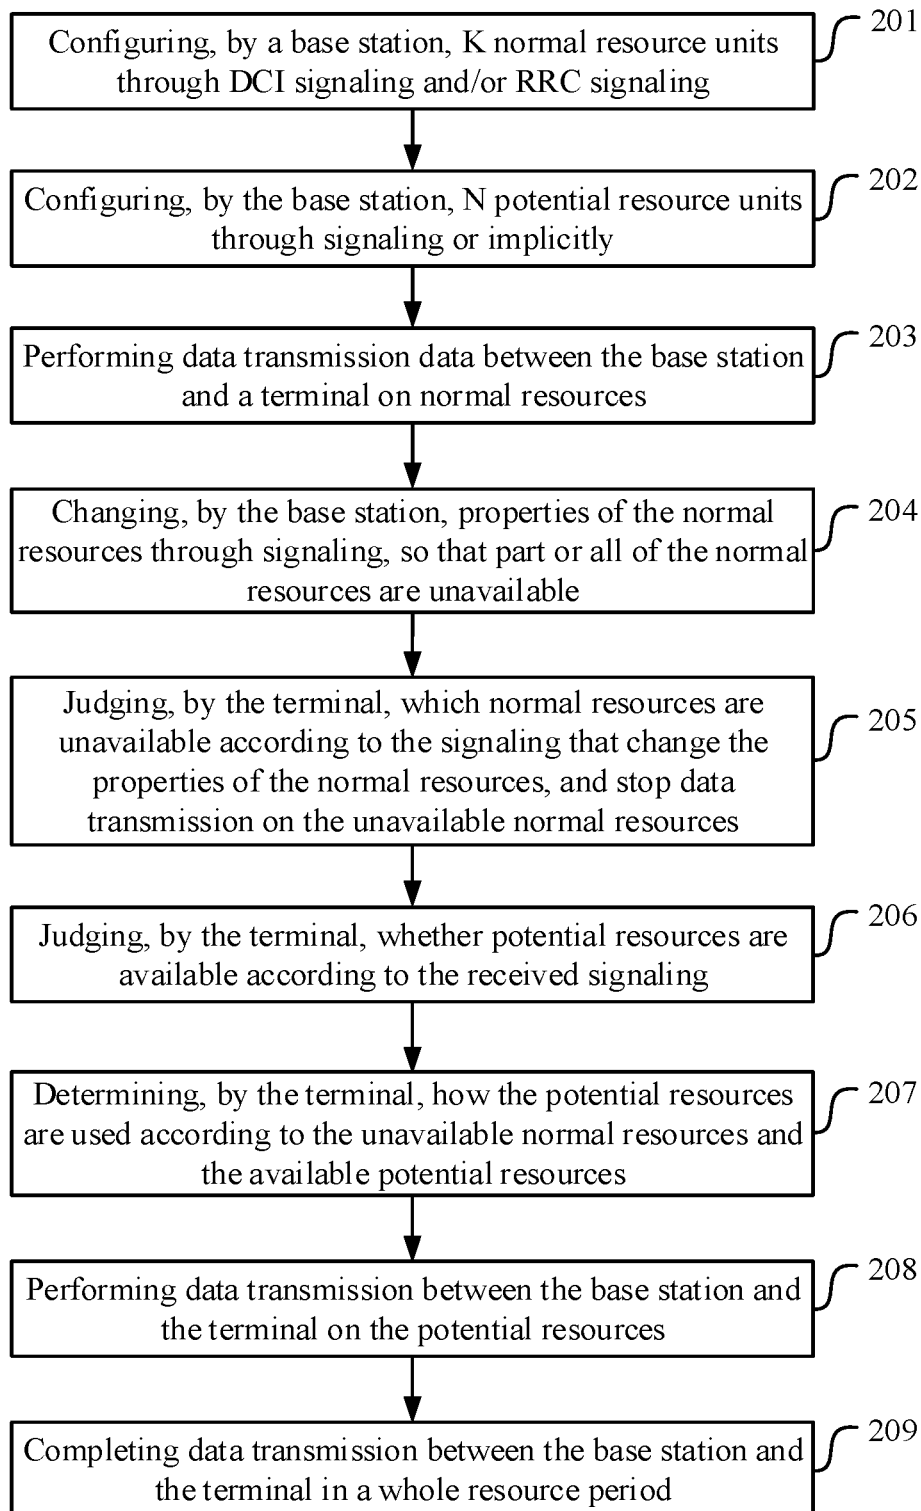 Configuring, by a base station, K normal resource units
through DCI signaling and/or RRC signaling
201
Configuring, by the base station, N potential resource units
through signaling or implicitly
202
Performing data transmission data between the base station
and a terminal on normal resources
203
Changing, by the base station, properties of the normal
resources through signaling, so that part or all of the normal
resources are unavailable
204
Judging, by the terminal, which normal resources are
unavailable according to the signaling that change the
properties of the normal resources, and stop data
transmission on the unavailable normal resources
205
Judging, by the terminal, whether potential resources are
available according to the received signaling
206
Determining, by the terminal, how the potential resources
are used according to the unavailable normal resources and
the available potential resources
207
Performing data transmission between the base station and
the terminal on the potential resources
208
Completing data transmission between the base station and
the terminal in a whole resource period
209